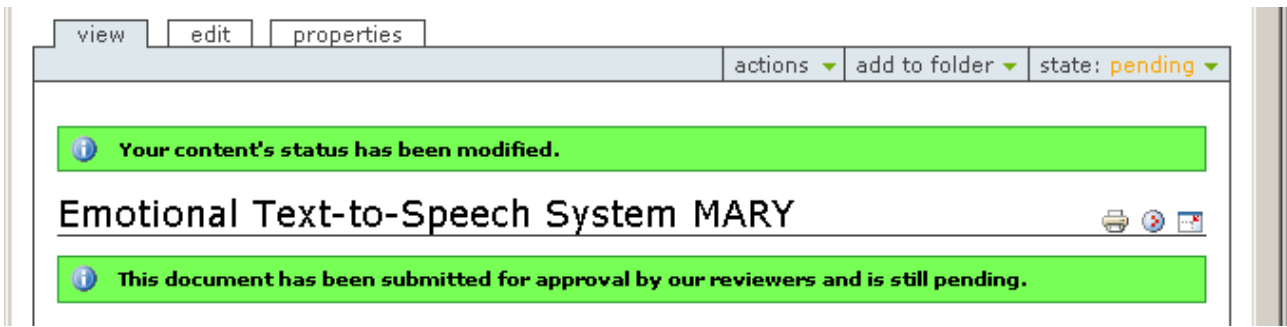 view edit properties
actions add to folder state: pending
Your content's status has been modified.
Emotional Text-to-Speech System MARY
This document has been submitted for approval by our reviewers and is still pending.